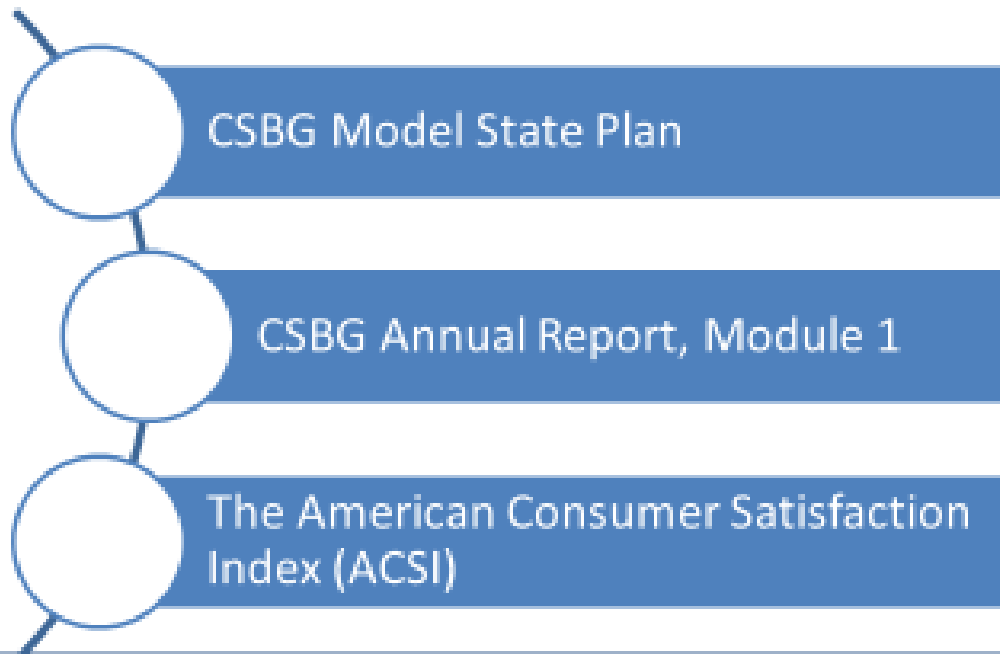 CSBG Model State Plan
CSBG Annual Report, Module 1
The American Consumer Satisfaction
Index (ACSI)